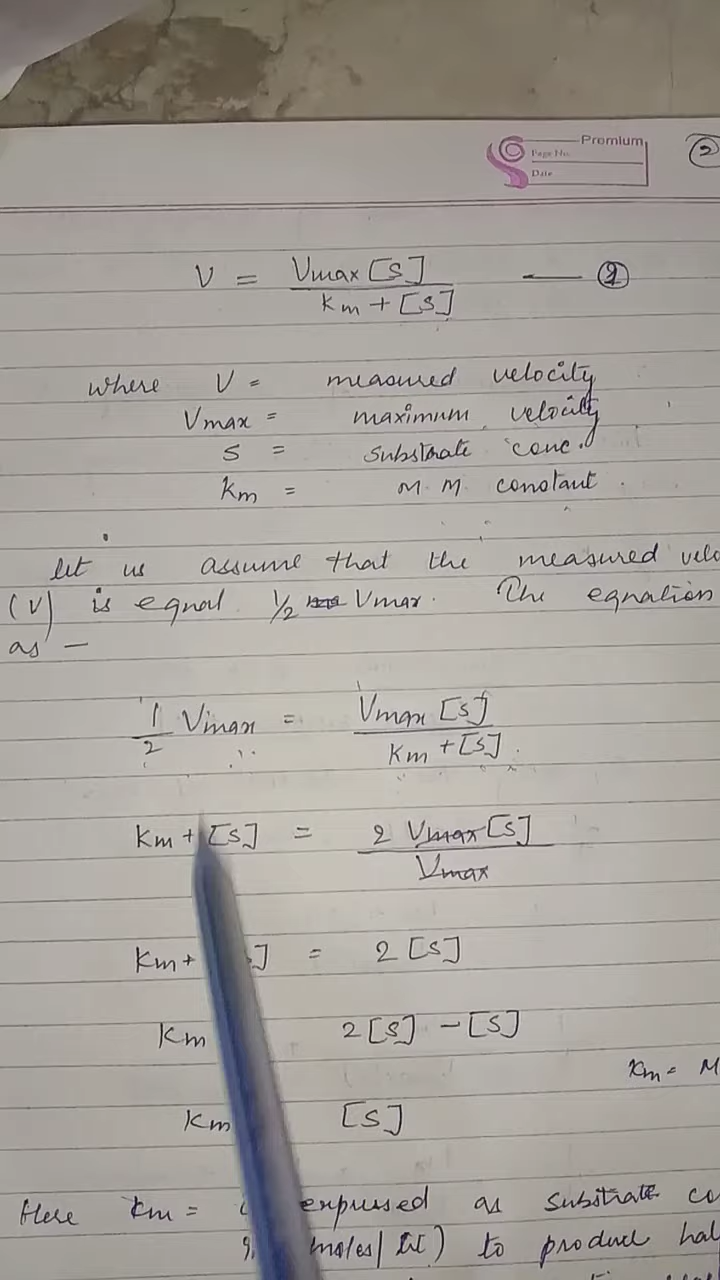 Premium
Page No.
Date
②
V = Vmax [S] / Km + [S] — ②
where V = measured velocity
Vmax = maximum velocity
S = substrate conc.
Km = M.M. constant.
let us assume that the measured velo
(V) is equal 1/2 Vmax. The equation
as —
1/2 Vmax = Vmax [S] / Km + [S]
Km + [S] = 2 Vmax [S] / Vmax
Km + ] = 2 [S]
Km 2 [S] - [S]
Km = M
Km [S]
Here Km = expressed as substrate co
moles/lit) to produce hal